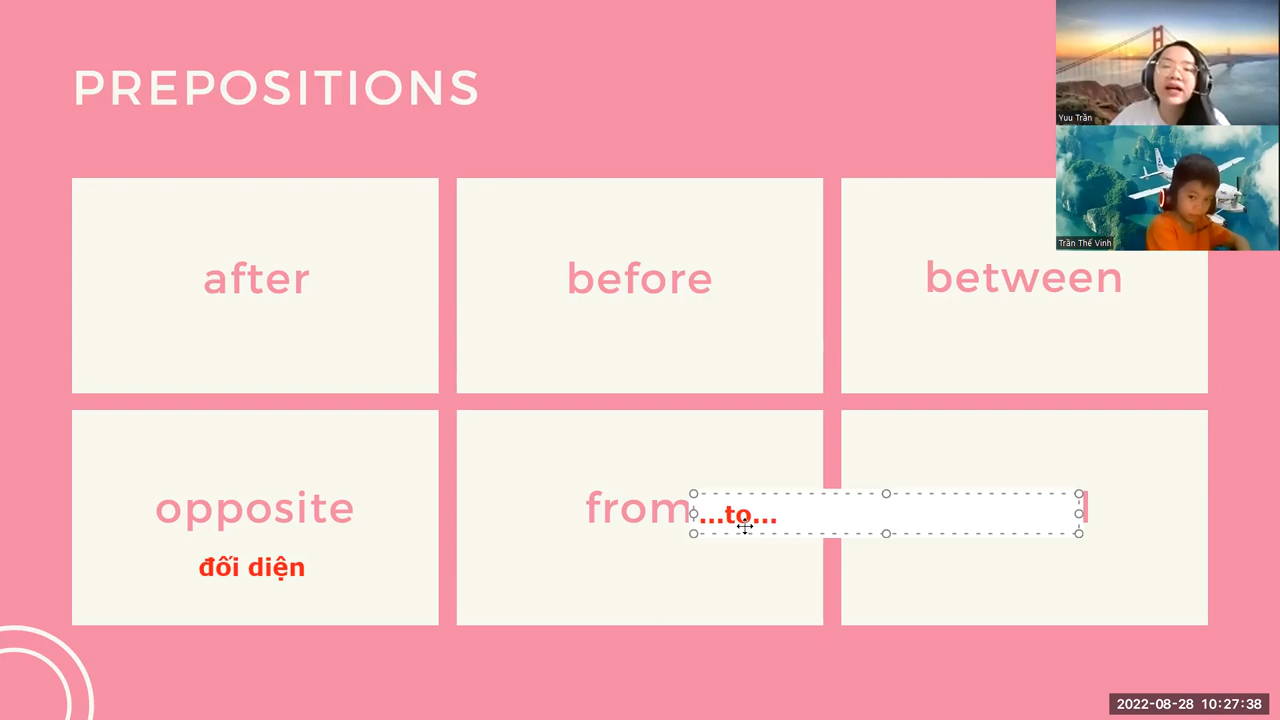 PREPOSITIONS
Yuu Trần
Trần Thế Vinh
after
before
between
opposite
from
...to...
đối diện
2022-08-28 10:27:38